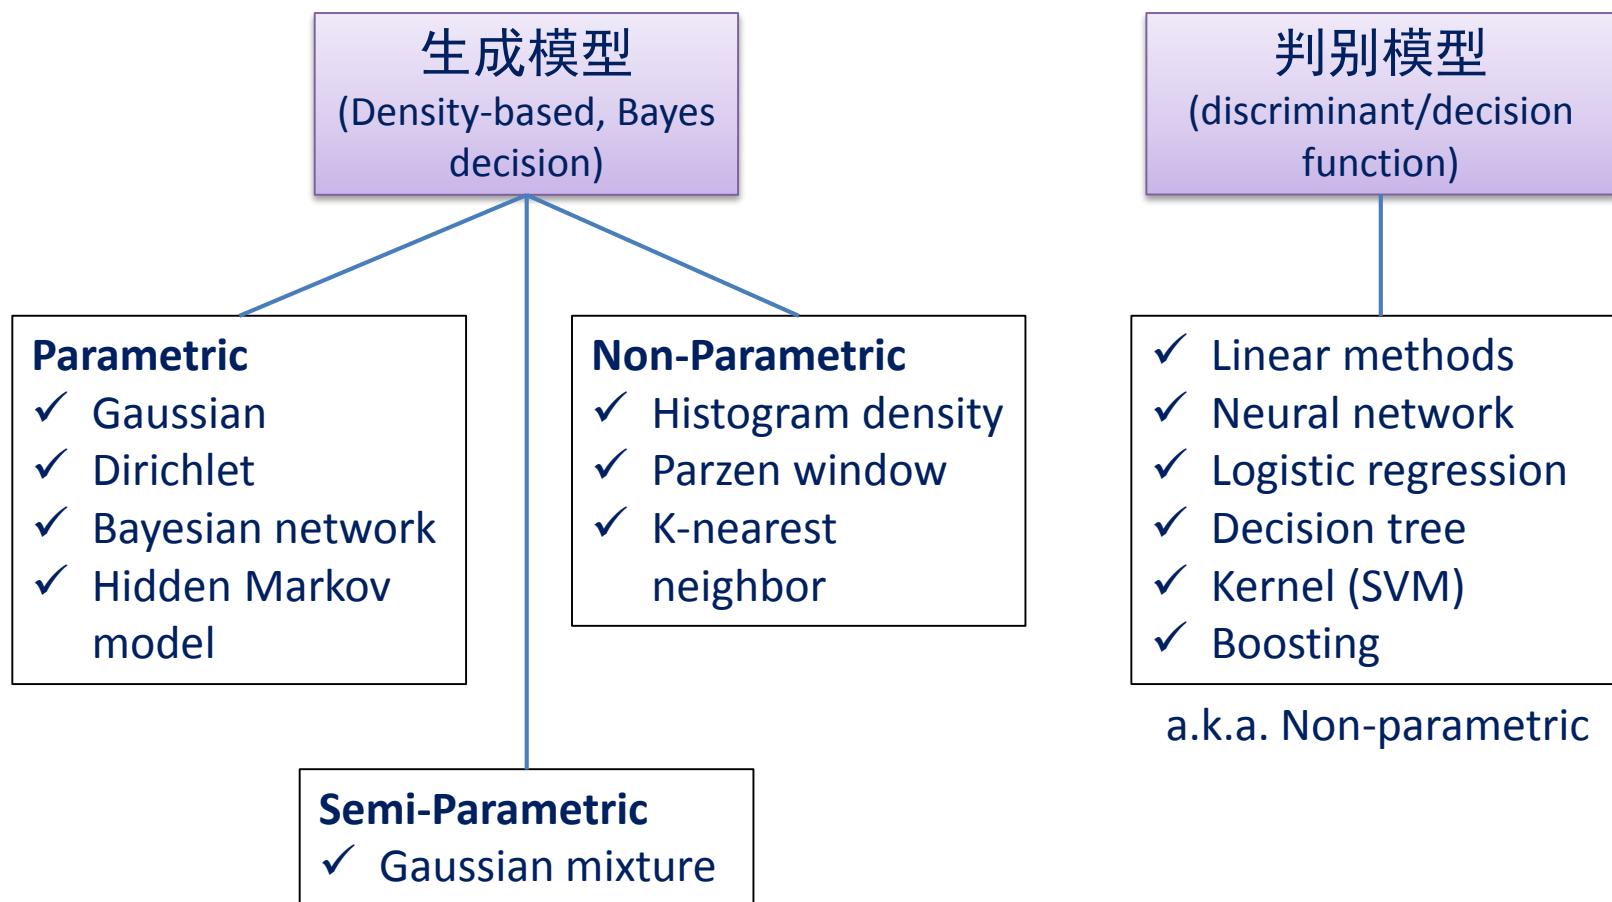 生成模型
(Density-based, Bayes
decision)
判别模型
(discriminant/decision
function)
Parametric
✓ Gaussian
✓ Dirichlet
✓ Bayesian network
✓ Hidden Markov
model
Non-Parametric
✓ Histogram density
✓ Parzen window
✓ K-nearest
neighbor
✓ Linear methods
✓ Neural network
✓ Logistic regression
✓ Decision tree
✓ Kernel (SVM)
✓ Boosting
a.k.a. Non-parametric
Semi-Parametric
✓ Gaussian mixture